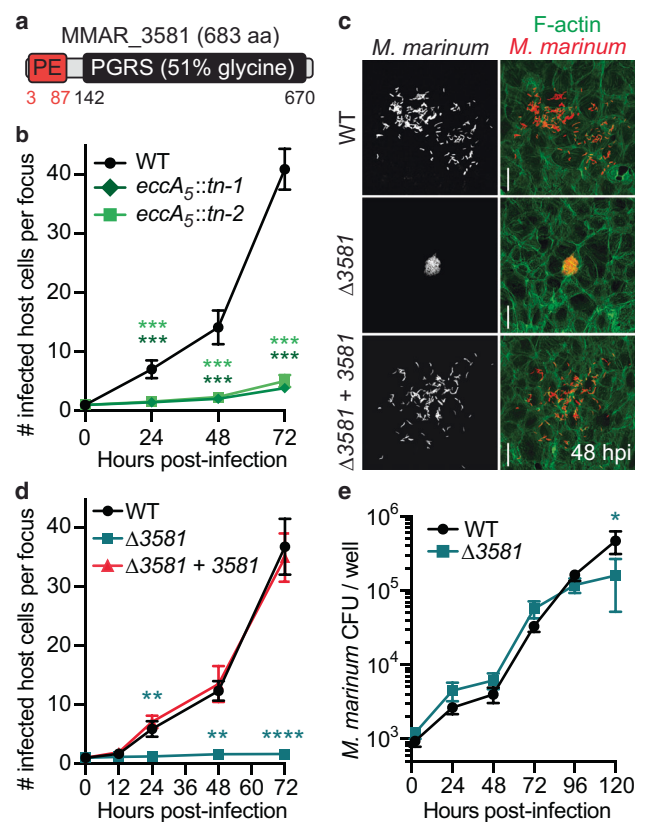 a
MMAR_3581 (683 aa)
PE PGRS (51% glycine)
3 87 142 670
b
# infected host cells per focus
40
30
20
10
0
WT
eccA5::tn-1
eccA5::tn-2
*** *** ***
*** *** ***
0 24 48 72
Hours post-infection
c
F-actin
M. marinum M. marinum
WT
Δ3581
Δ3581 + 3581
48 hpi
d
# infected host cells per focus
40
30
20
10
0
WT
Δ3581
Δ3581 + 3581
** ** ****
0 12 24 36 48 60 72
Hours post-infection
e
M. marinum CFU / well
10^6
10^5
10^4
10^3
WT
Δ3581
*
0 24 48 72 96 120
Hours post-infection